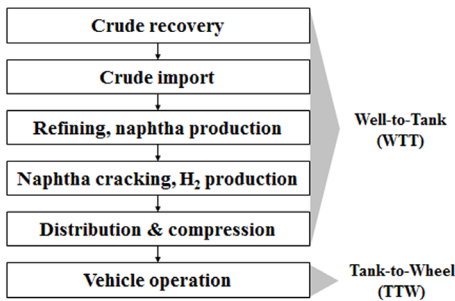 Crude recovery
Crude import
Refining, naphtha production
Naphtha cracking, H₂ production
Distribution & compression
Vehicle operation
Well-to-Tank
(WTT)
Tank-to-Wheel
(TTW)